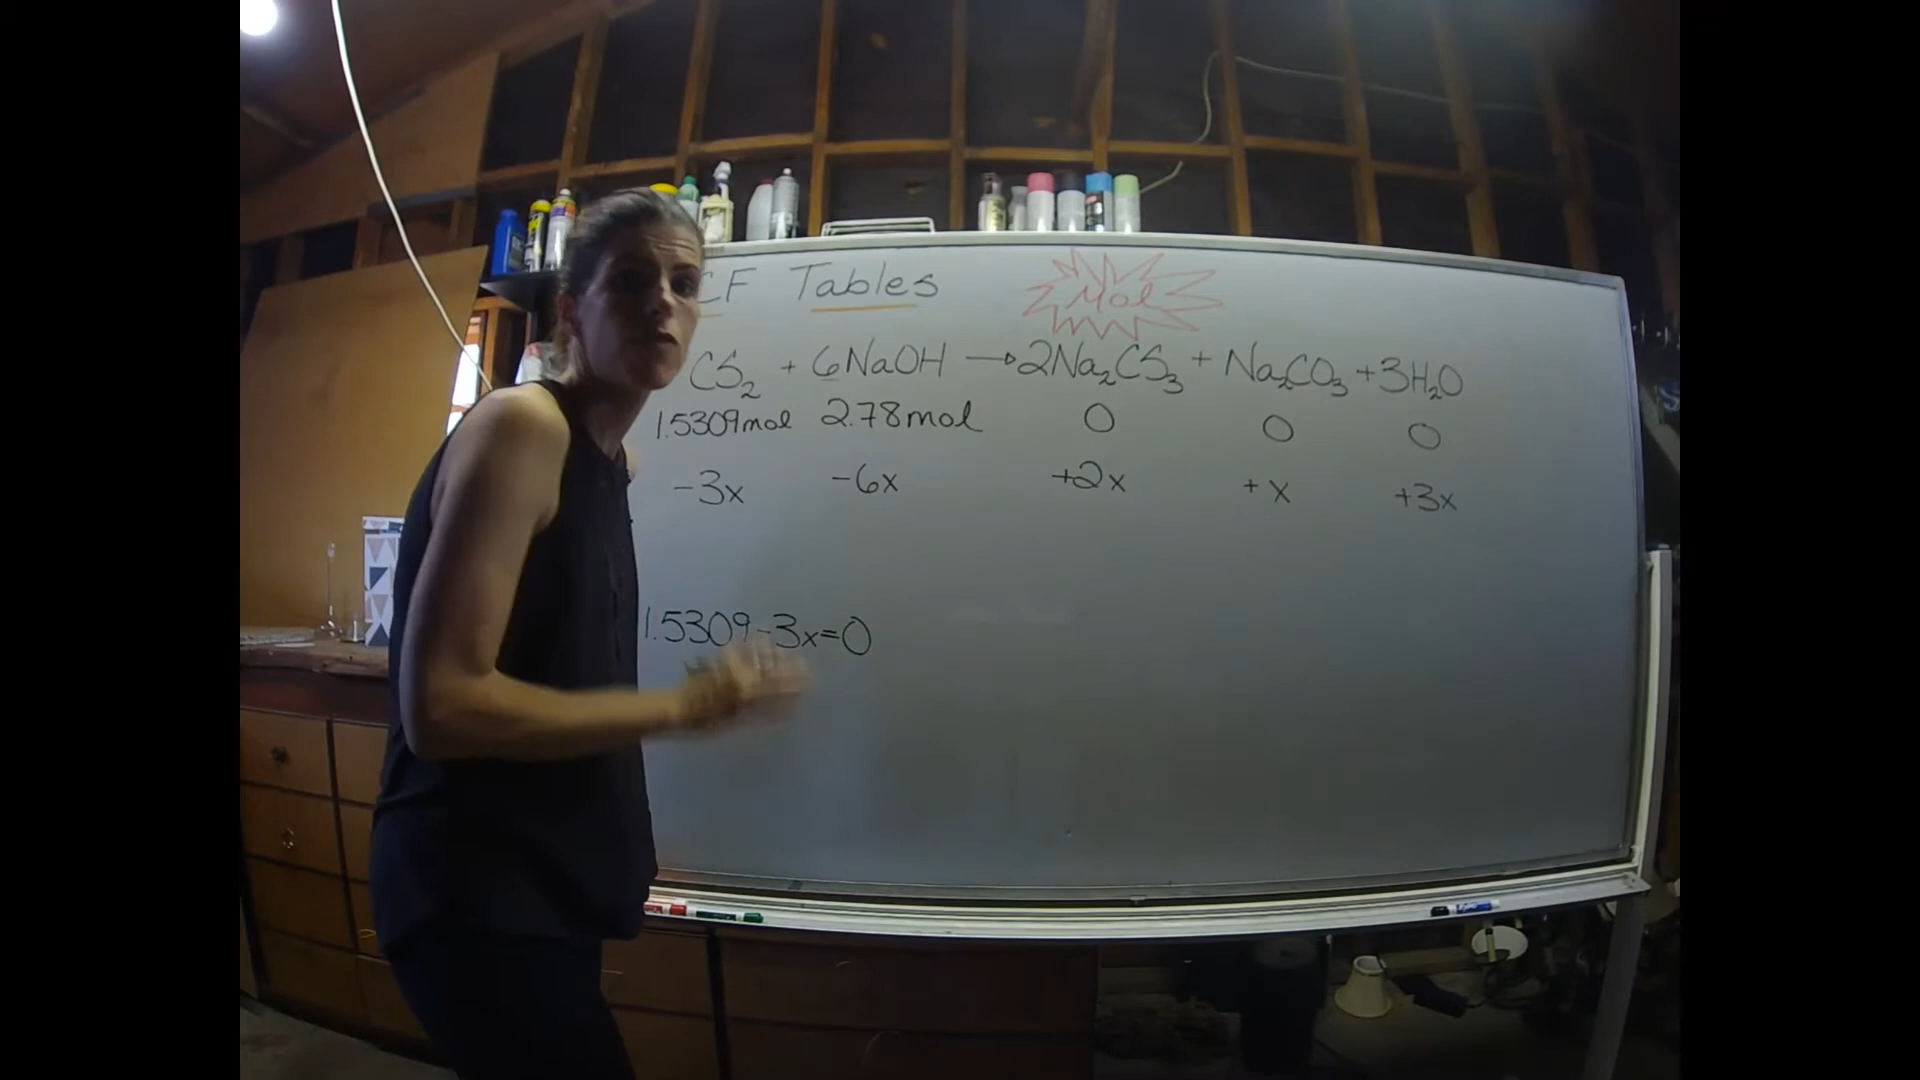 CF Tables
Mol
CS₂ + 6NaOH → 2Na₂CS₃ + Na₂CO₃ + 3H₂O
1.5309mol 2.78mol 0 0 0
-3x -6x +2x +x +3x
1.5309-3x=0